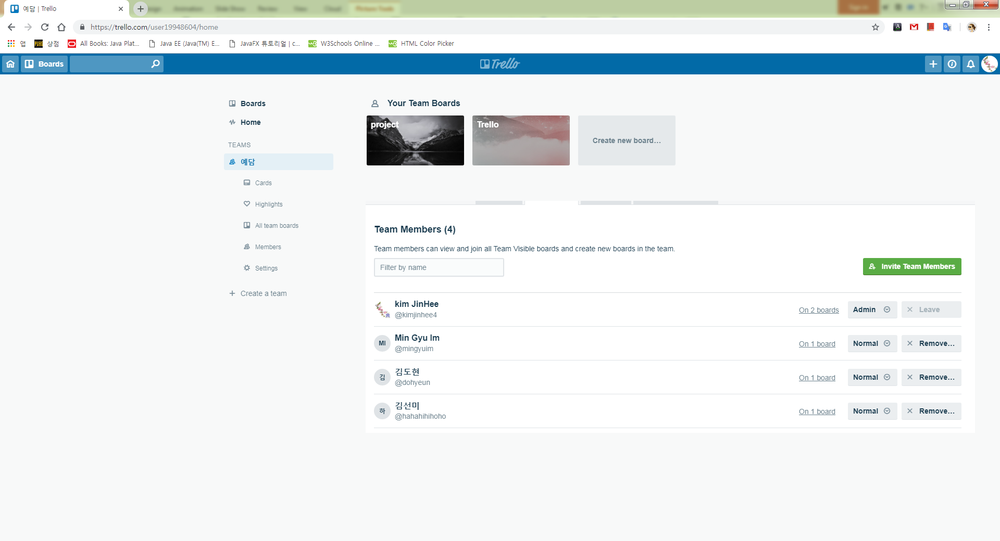 예담 | Trello
https://trello.com/user19948604/home
앱
PUBG 상점
All Books: Java Plat...
Java EE (Java(TM) E...
JavaFX 튜토리얼 | c...
W3Schools Online ...
HTML Color Picker
Boards
Trello
Boards
Home
TEAMS
예담
Cards
Highlights
All team boards
Members
Settings
Create a team
Your Team Boards
project
Trello
Create new board…
Team Members (4)
Team members can view and join all Team Visible boards and create new boards in the team.
Filter by name
Invite Team Members
kim JinHee
@kimjinhee4
On 2 boards
Admin
Leave
MI
Min Gyu Im
@mingyuim
On 1 board
Normal
Remove…
김
김도현
@dohyeun
On 1 board
Normal
Remove…
하
김선미
@hahahihihoho
On 1 board
Normal
Remove…